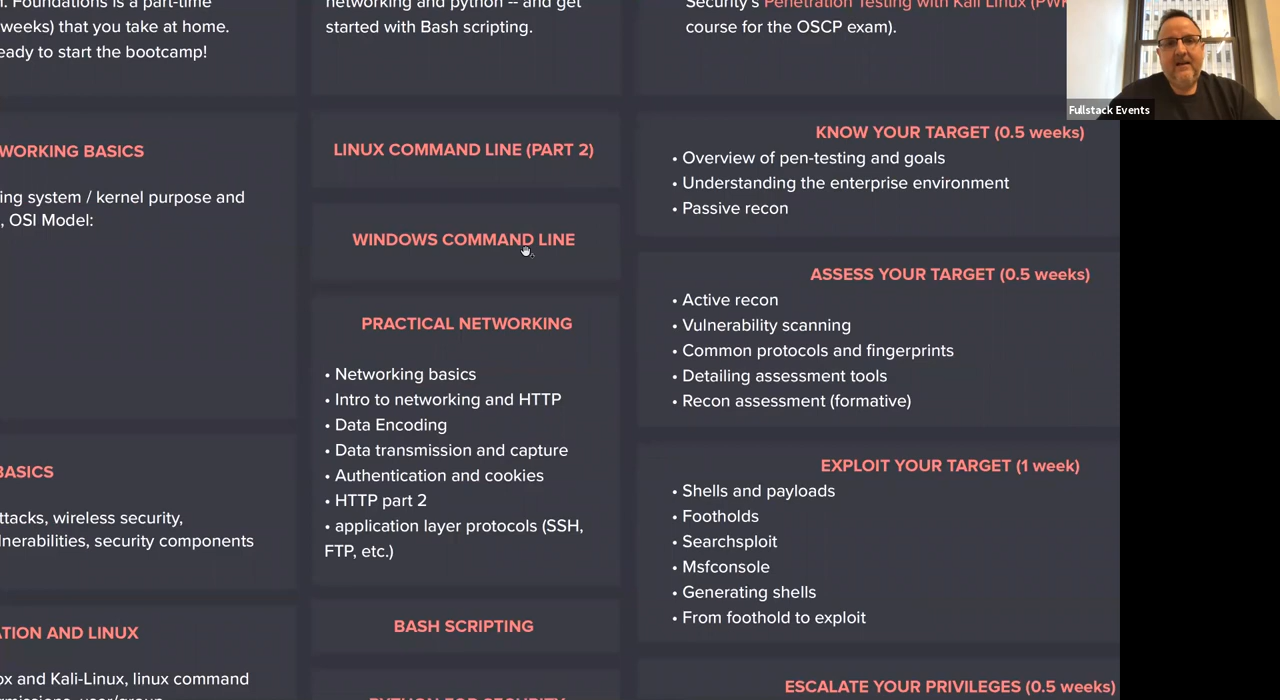 . Foundations is a part-time
weeks) that you take at home.
eady to start the bootcamp!
WORKING BASICS
ing system / kernel purpose and
, OSI Model:
BASICS
ttacks, wireless security,
lnerabilities, security components
ATION AND LINUX
ox and Kali-Linux, linux command
networking and python -- and get
started with Bash scripting.
LINUX COMMAND LINE (PART 2)
WINDOWS COMMAND LINE
PRACTICAL NETWORKING
• Networking basics
• Intro to networking and HTTP
• Data Encoding
• Data transmission and capture
• Authentication and cookies
• HTTP part 2
• application layer protocols (SSH,
FTP, etc.)
BASH SCRIPTING
PYTHON FOR SECURITY
Security's Penetration Testing with Kali Linux (PW
course for the OSCP exam).
KNOW YOUR TARGET (0.5 weeks)
• Overview of pen-testing and goals
• Understanding the enterprise environment
• Passive recon
ASSESS YOUR TARGET (0.5 weeks)
• Active recon
• Vulnerability scanning
• Common protocols and fingerprints
• Detailing assessment tools
• Recon assessment (formative)
EXPLOIT YOUR TARGET (1 week)
• Shells and payloads
• Footholds
• Searchsploit
• Msfconsole
• Generating shells
• From foothold to exploit
ESCALATE YOUR PRIVILEGES (0.5 weeks)
Fullstack Events